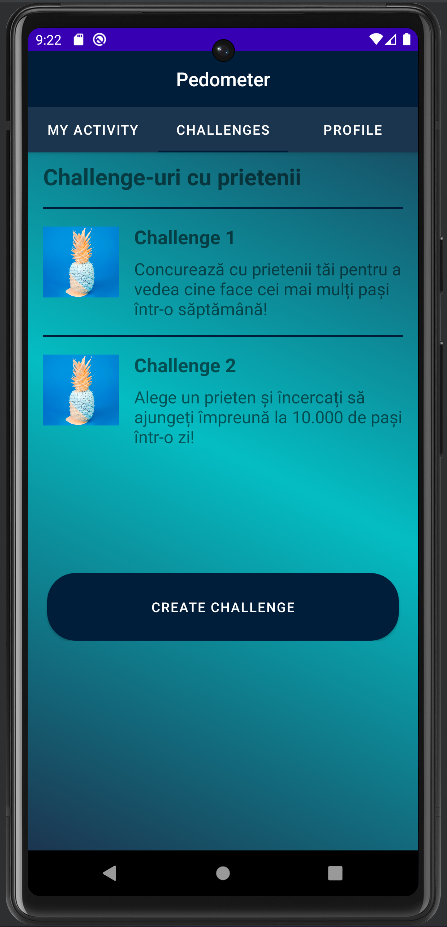 9:22
Pedometer
MY ACTIVITY CHALLENGES PROFILE
Challenge-uri cu prietenii
Challenge 1
Concurează cu prietenii tăi pentru a
vedea cine face cei mai mulți pași
într-o săptămână!
Challenge 2
Alege un prieten și încercați să
ajungeți împreună la 10.000 de pași
într-o zi!
CREATE CHALLENGE